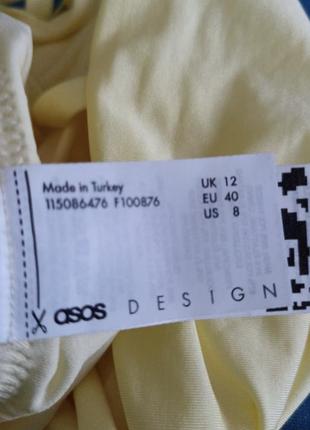 Made in Turkey
115086476 F100876
UK 12
EU 40
US 8
asos DESIGN